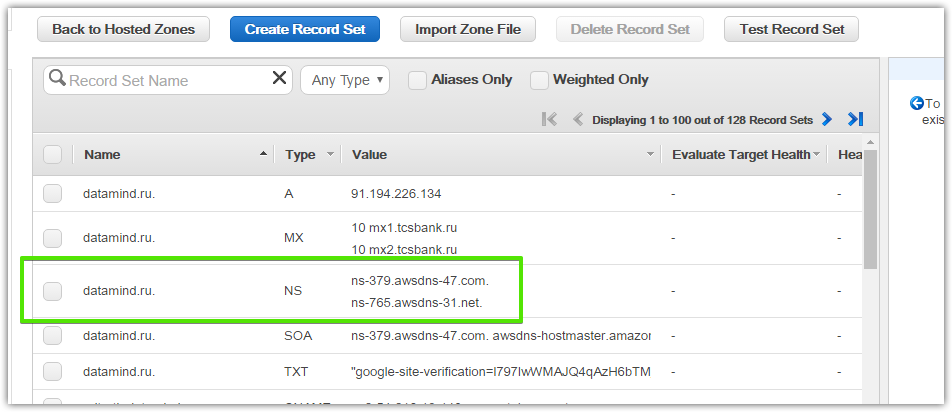 Back to Hosted Zones Create Record Set Import Zone File Delete Record Set Test Record Set
Record Set Name Any Type Aliases Only Weighted Only
To
exis
Displaying 1 to 100 out of 128 Record Sets
Name Type Value Evaluate Target Health Hea
datamind.ru. A 91.194.226.134 - -
datamind.ru. MX 10 mx1.tcsbank.ru - -
10 mx2.tcsbank.ru
datamind.ru. NS ns-379.awsdns-47.com. - -
ns-765.awsdns-31.net.
datamind.ru. SOA ns-379.awsdns-47.com. awsdns-hostmaster.amazor - -
datamind.ru. TXT "google-site-verification=I797lwWMAJQ4qAzH6bTM - -